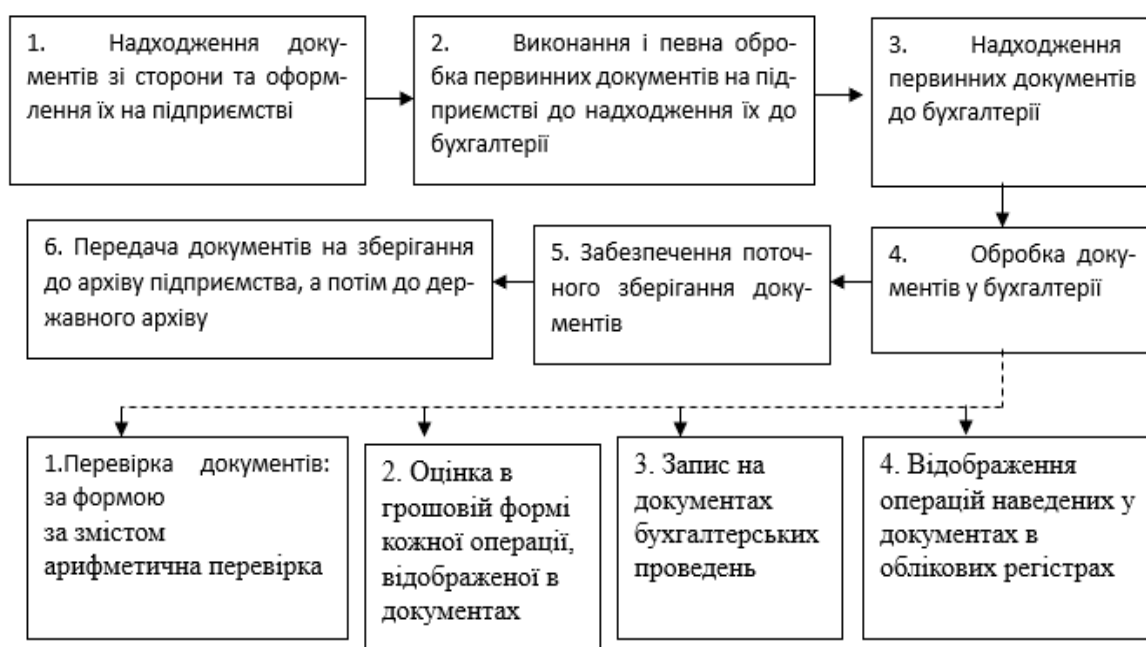 1. Надходження доку-
ментів зі сторони та оформ-
лення їх на підприємстві
2. Виконання і певна обро-
бка первинних документів на під-
приємстві до надходження їх до
бухгалтерії
3. Надходження
первинних документів
до бухгалтерії
4. Обробка доку-
ментів у бухгалтерії
5. Забезпечення поточ-
ного зберігання доку-
ментів
6. Передача документів на зберігання
до архіву підприємства, а потім до дер-
жавного архіву
1.Перевірка документів:
за формою
за змістом
арифметична перевірка
2. Оцінка в
грошовій формі
кожної операції,
відображеної в
документах
3. Запис на
документах
бухгалтерських
проведень
4. Відображення
операцій наведених у
документах в
облікових регістрах